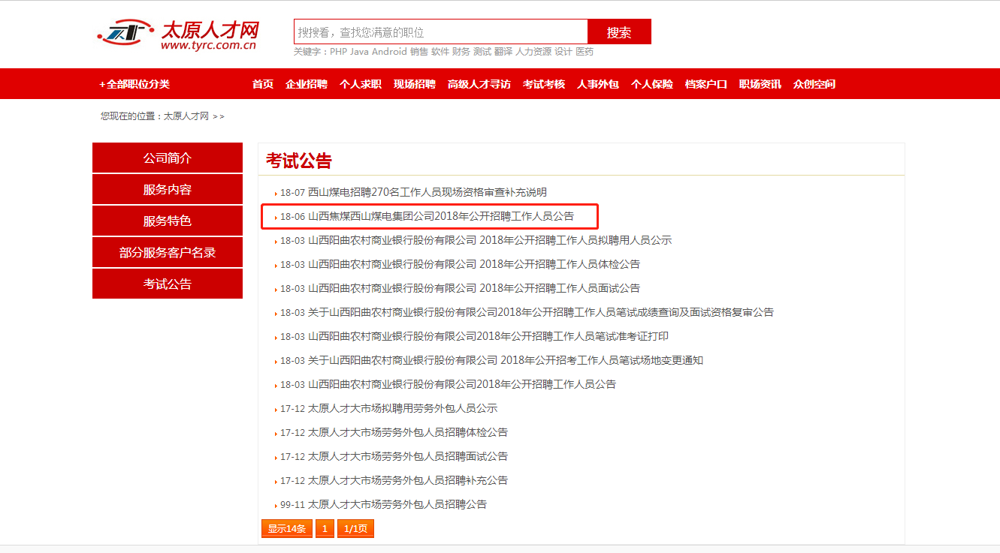 太原人才网
www.tyrc.com.cn
搜搜看，查找您满意的职位
搜索
关键字：PHP Java Android 销售 软件 财务 测试 翻译 人力资源 设计 医药
+全部职位分类
首页 企业招聘 个人求职 现场招聘 高级人才寻访 考试考核 人事外包 个人保险 档案户口 职场资讯 众创空间
您现在的位置：太原人才网 >>
公司简介
服务内容
服务特色
部分服务客户名录
考试公告
考试公告
18-07 西山煤电招聘270名工作人员现场资格审查补充说明
18-06 山西焦煤西山煤电集团公司2018年公开招聘工作人员公告
18-03 山西阳曲农村商业银行股份有限公司 2018年公开招聘工作人员拟聘用人员公示
18-03 山西阳曲农村商业银行股份有限公司 2018年公开招聘工作人员体检公告
18-03 山西阳曲农村商业银行股份有限公司 2018年公开招聘工作人员面试公告
18-03 关于山西阳曲农村商业银行股份有限公司2018年公开招聘工作人员笔试成绩查询及面试资格复审公告
18-03 山西阳曲农村商业银行股份有限公司2018年公开招聘工作人员笔试准考证打印
18-03 关于山西阳曲农村商业银行股份有限公司 2018年公开招考工作人员笔试场地变更通知
18-03 山西阳曲农村商业银行股份有限公司2018年公开招聘工作人员公告
17-12 太原人才大市场拟聘用劳务外包人员公示
17-12 太原人才大市场劳务外包人员招聘体检公告
17-12 太原人才大市场劳务外包人员招聘面试公告
17-12 太原人才大市场劳务外包人员招聘补充公告
99-11 太原人才大市场劳务外包人员招聘公告
显示14条 1 1/1页